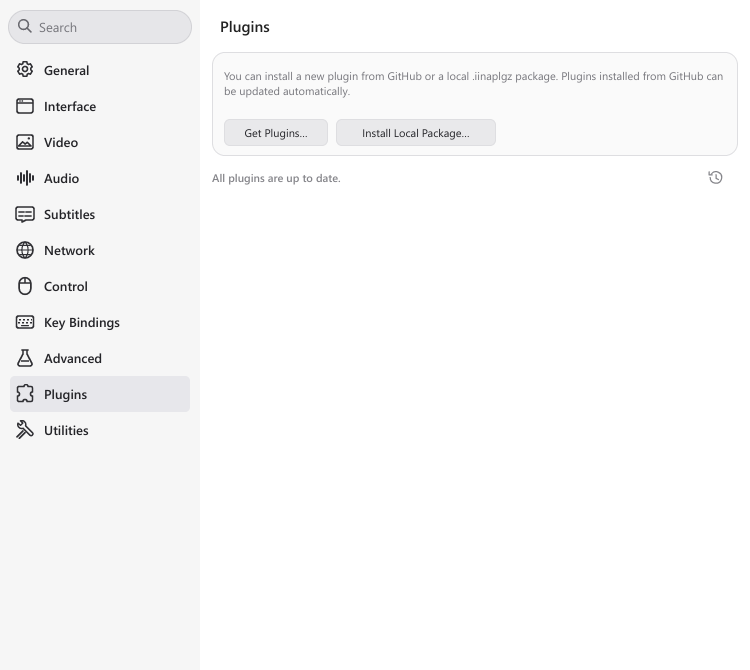 Search
General
Interface
Video
Audio
Subtitles
Network
Control
Key Bindings
Advanced
Plugins
Utilities
Plugins
You can install a new plugin from GitHub or a local .iinaplgz package. Plugins installed from GitHub can
be updated automatically.
Get Plugins...
Install Local Package...
All plugins are up to date.